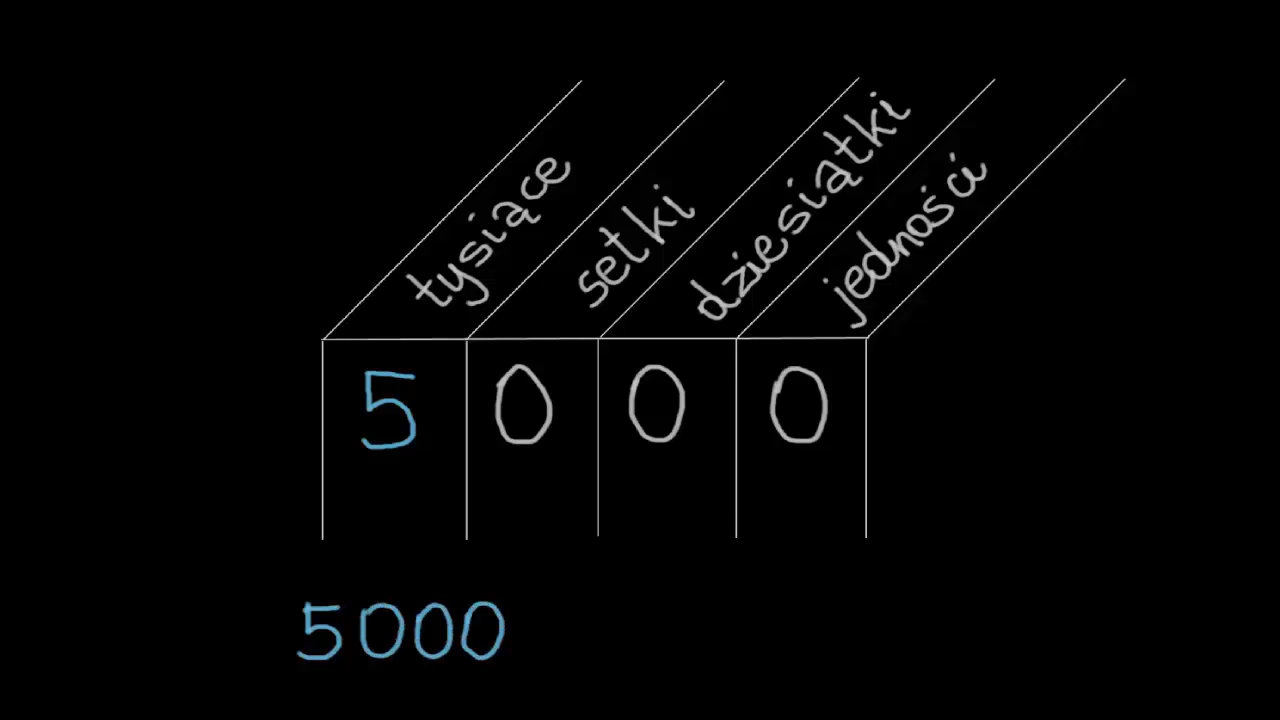 tysiące
setki
dziesiątki
jedności
5 0 0 0
5000